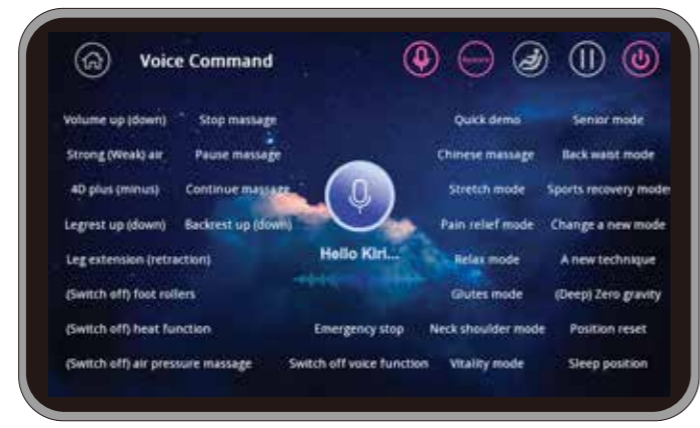 Voice Command
Restore
Volume up (down)
Stop massage
Quick demo
Senior mode
Strong (Weak) air
Pause massage
Chinese massage
Back waist mode
4D plus (minus)
Continue massage
Stretch mode
Sports recovery mode
Legrest up (down)
Backrest up (down)
Pain relief mode
Change a new mode
Leg extension (retraction)
Hello Kiri...
Relax mode
A new technique
(Switch off) foot rollers
Glutes mode
(Deep) Zero gravity
(Switch off) heat function
Emergency stop
Neck shoulder mode
Position reset
(Switch off) air pressure massage
Switch off voice function
Vitality mode
Sleep position